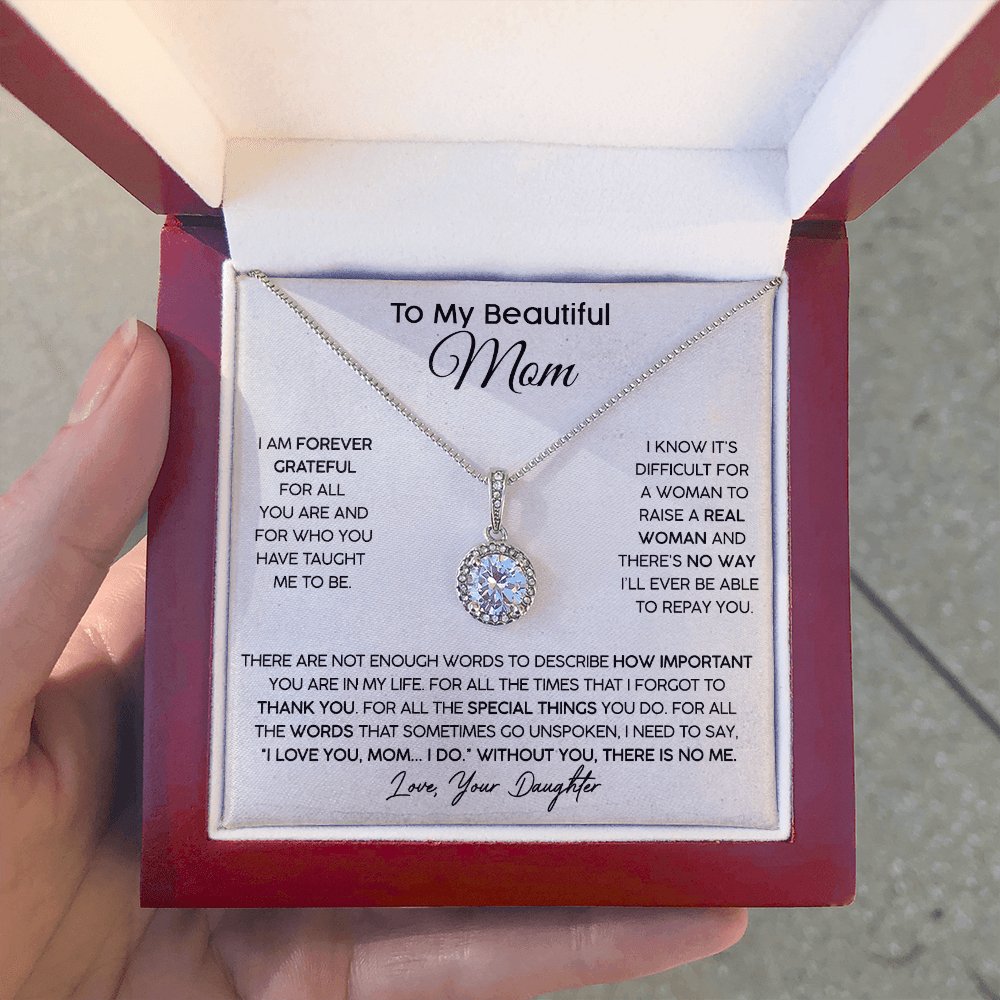 To My Beautiful
Mom
I AM FOREVER
GRATEFUL
FOR ALL
YOU ARE AND
FOR WHO YOU
HAVE TAUGHT
ME TO BE.
I KNOW IT'S
DIFFICULT FOR
A WOMAN TO
RAISE A REAL
WOMAN AND
THERE'S NO WAY
I'LL EVER BE ABLE
TO REPAY YOU.
THERE ARE NOT ENOUGH WORDS TO DESCRIBE HOW IMPORTANT
YOU ARE IN MY LIFE. FOR ALL THE TIMES THAT I FORGOT TO
THANK YOU. FOR ALL THE SPECIAL THINGS YOU DO. FOR ALL
THE WORDS THAT SOMETIMES GO UNSPOKEN, I NEED TO SAY,
"I LOVE YOU, MOM... I DO." WITHOUT YOU, THERE IS NO ME.
Love, Your Daughter